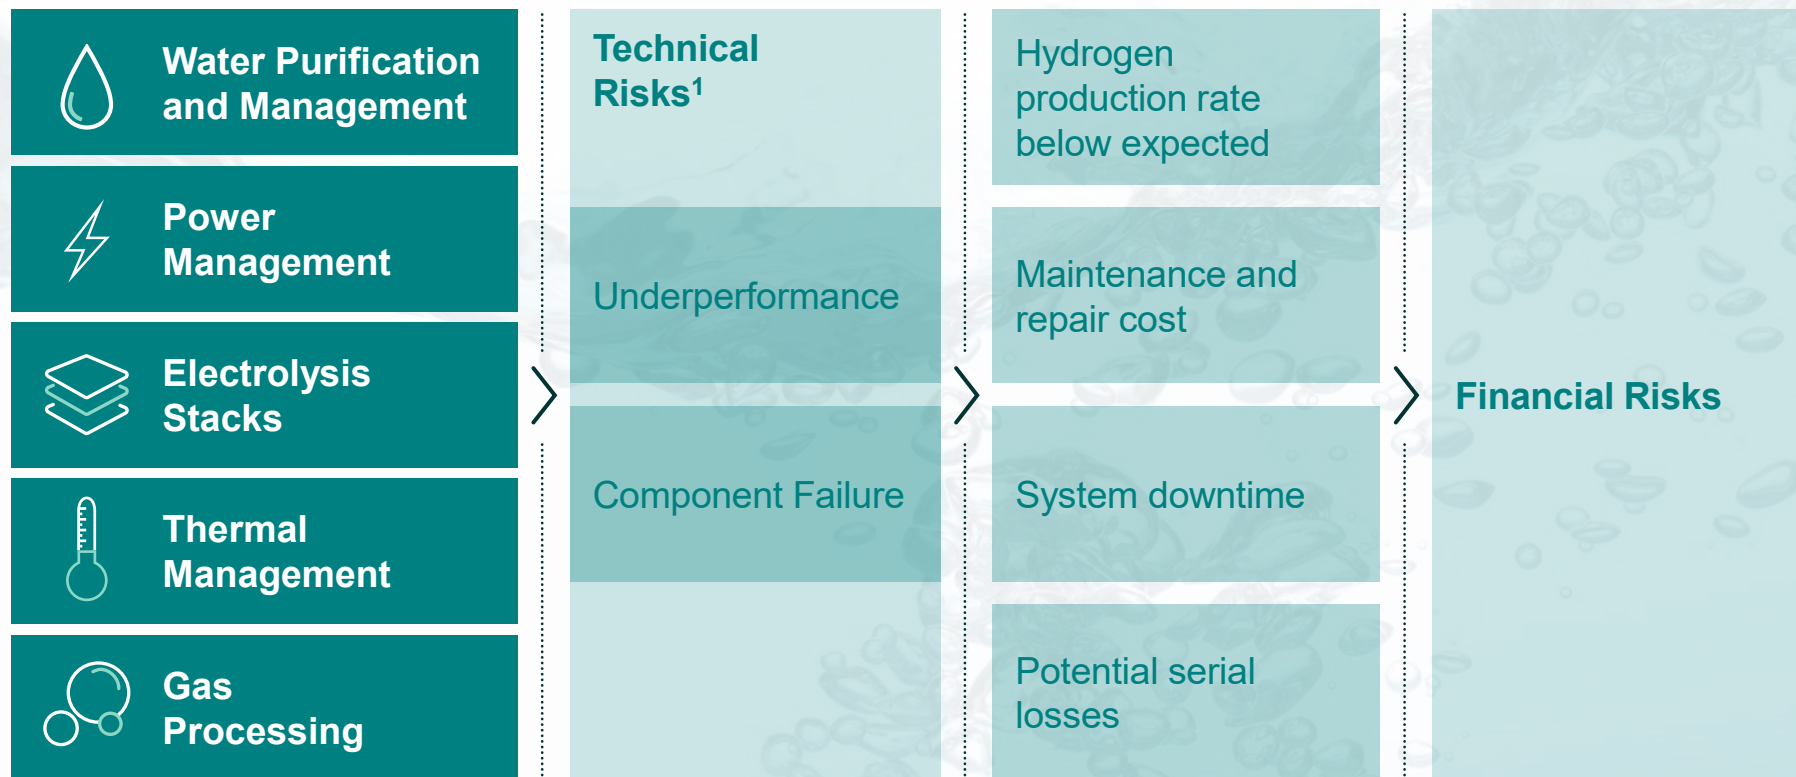 Water Purification
and Management
Power
Management
Electrolysis
Stacks
Thermal
Management
Gas
Processing
Technical
Risks¹
Underperformance
Component Failure
Hydrogen
production rate
below expected
Maintenance and
repair cost
System downtime
Potential serial
losses
Financial Risks